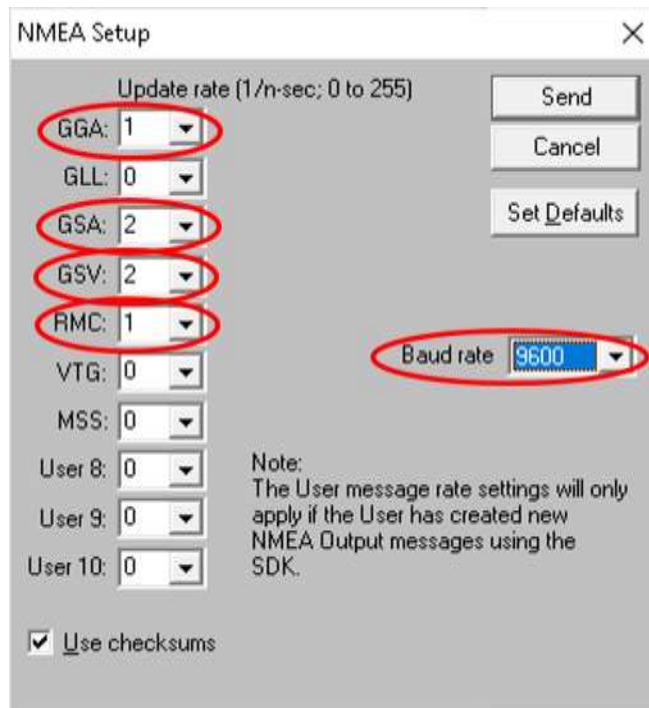 NMEA Setup
Update rate (1/n-sec; 0 to 255)
Send
GGA: 1
Cancel
GLL: 0
GSA: 2
Set Defaults
GSV: 2
RMC: 1
Baud rate 9600
VTG: 0
MSS: 0
User 8: 0
Note:
The User message rate settings will only
User 9: 0
apply if the User has created new
NMEA Output messages using the
User 10: 0
SDK.
Use checksums